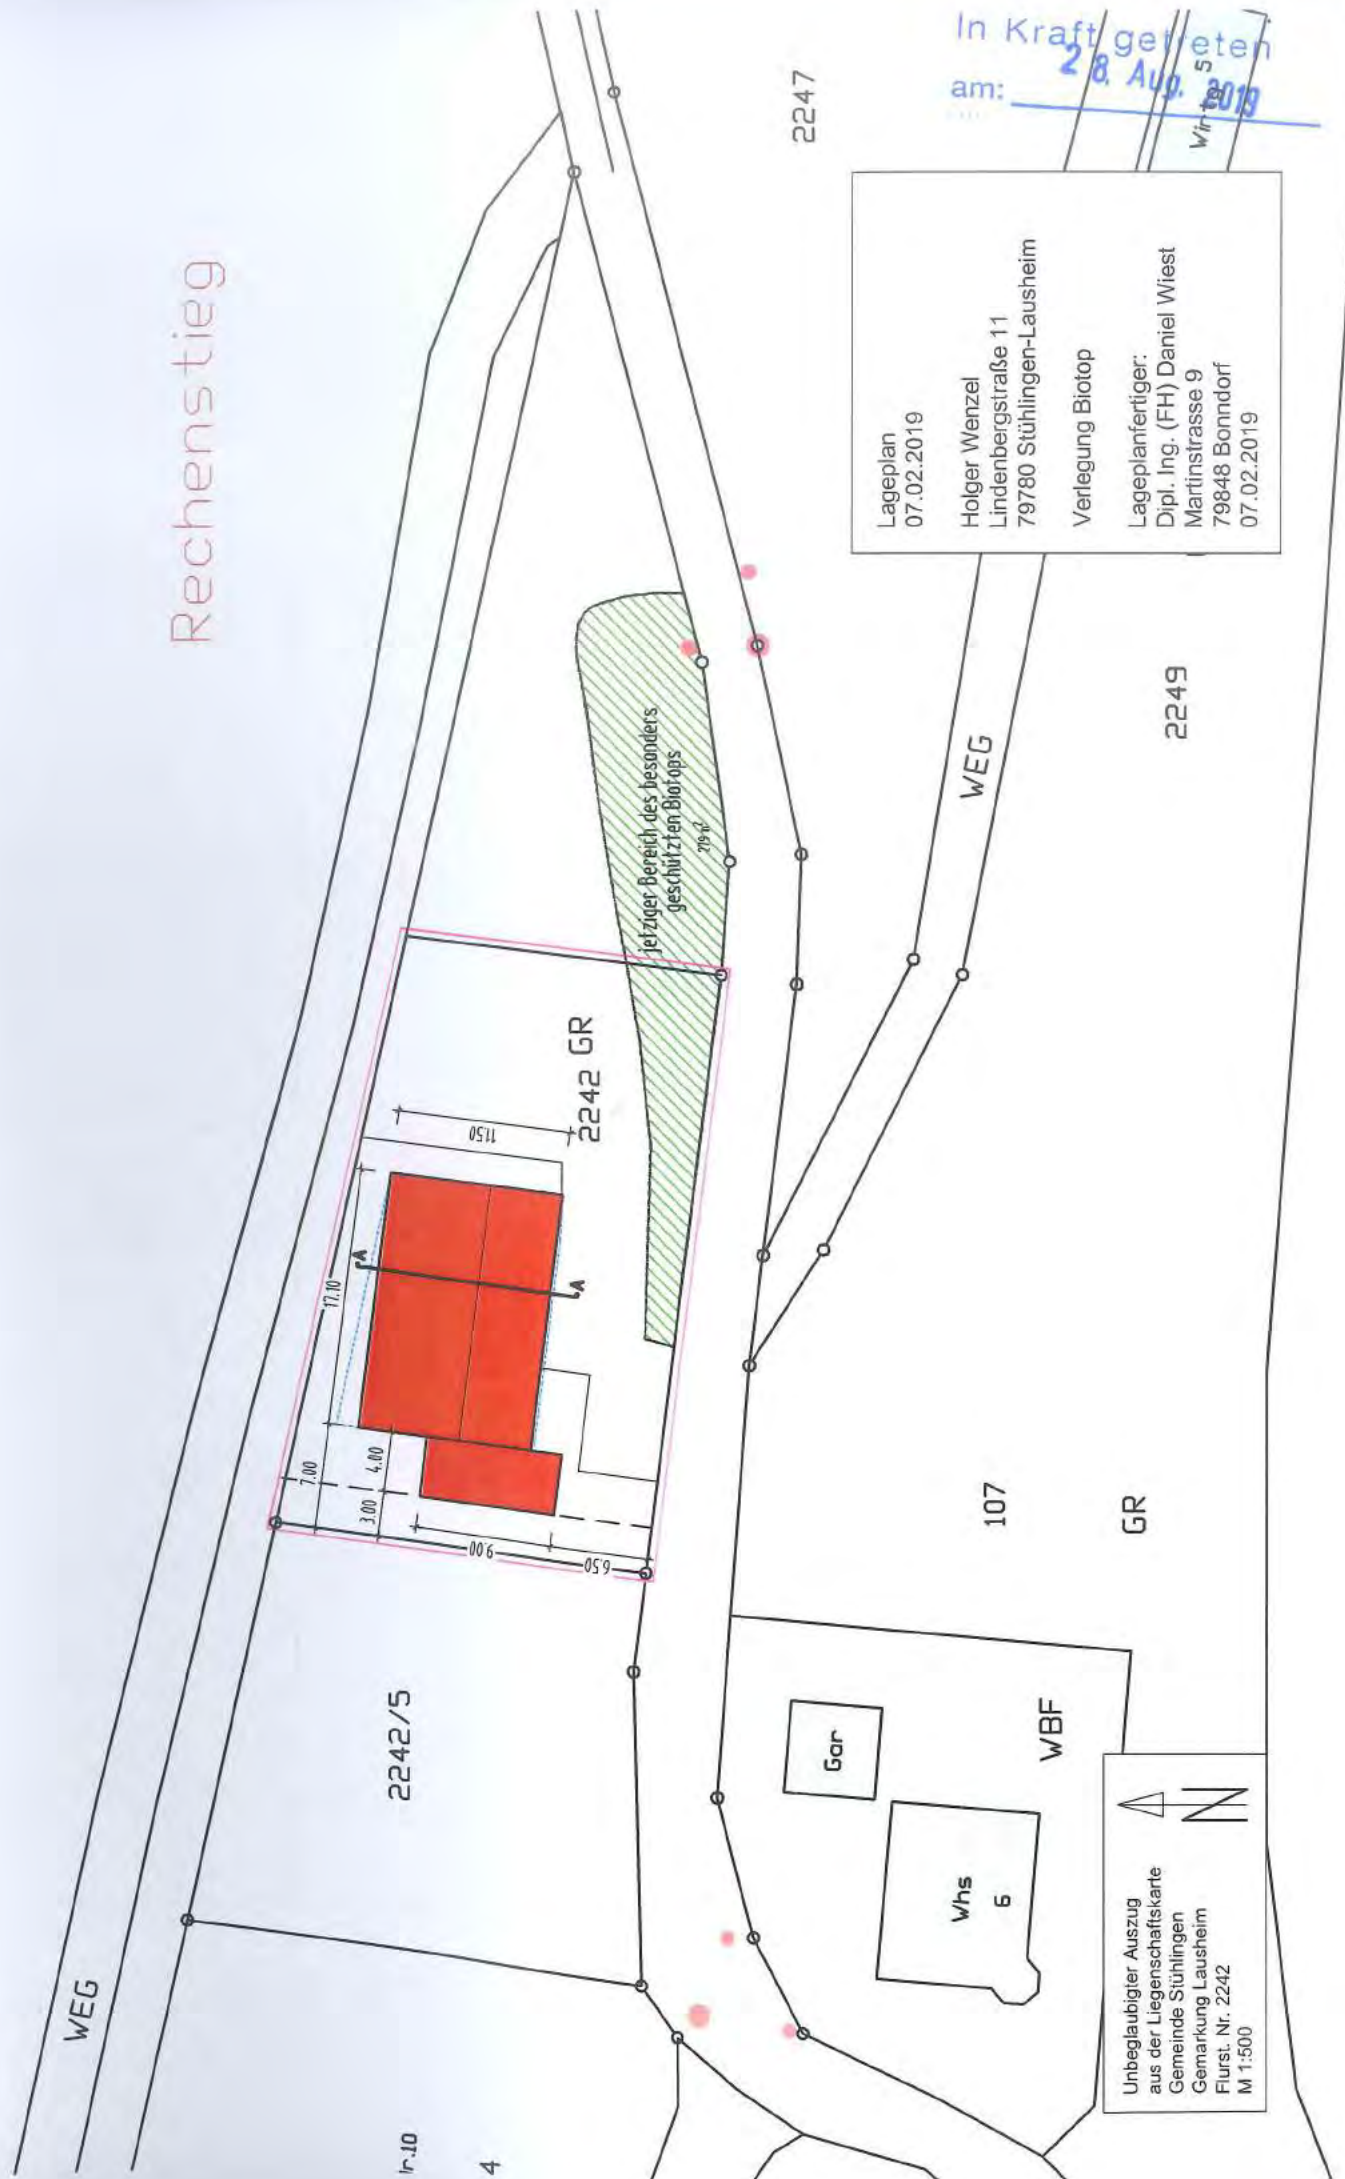 In Kraft getreten
am: 28. Aug. 2019
Rechenstieg
2247
Lageplan
07.02.2019
Holger Wenzel
Lindenbergstraße 11
79780 Stühlingen-Lausheim
Verlegung Biotop
Lageplanfertiger:
Dipl. Ing. (FH) Daniel Wiest
Martinstrasse 9
79848 Bonndorf
07.02.2019
jetziger Bereich des besonders
geschützten Biotops
WEG
2249
2242 GR
11.50
17.10
A
A
7.00
4.00
3.00
9.00
6.50
107
GR
2242/5
Gar
WBF
Whs
6
WEG
4
Unbeglaubigter Auszug
aus der Liegenschaftskarte
Gemeinde Stühlingen
Gemarkung Lausheim
Flurst. Nr. 2242
M 1:500
N